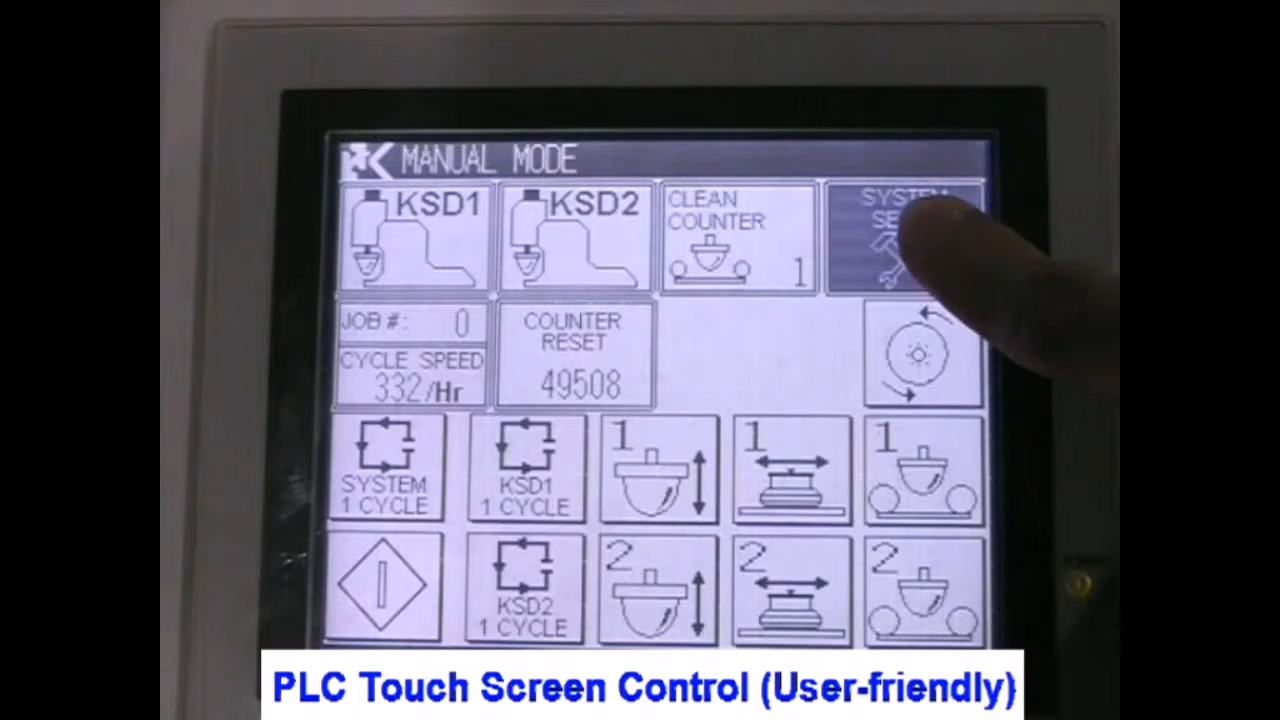 MANUAL MODE
KSD1
KSD2
CLEAN
COUNTER
1
SYSTEM
JOB #: 0
CYCLE SPEED
332/Hr
COUNTER
RESET
49508
SYSTEM
1 CYCLE
KSD1
1 CYCLE
1
1
1
KSD2
1 CYCLE
2
2
2
PLC Touch Screen Control (User-friendly)